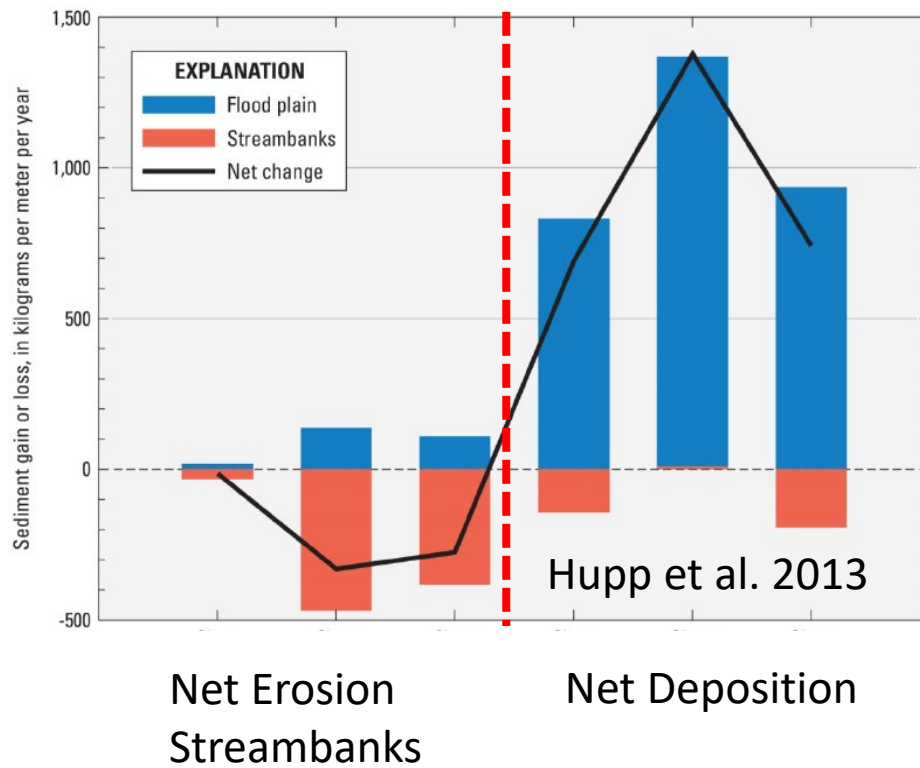 1,500
1,000
500
0
-500
Sediment gain or loss, in kilograms per meter per year
EXPLANATION
Flood plain
Streambanks
Net change
Hupp et al. 2013
Net Erosion
Streambanks
Net Deposition